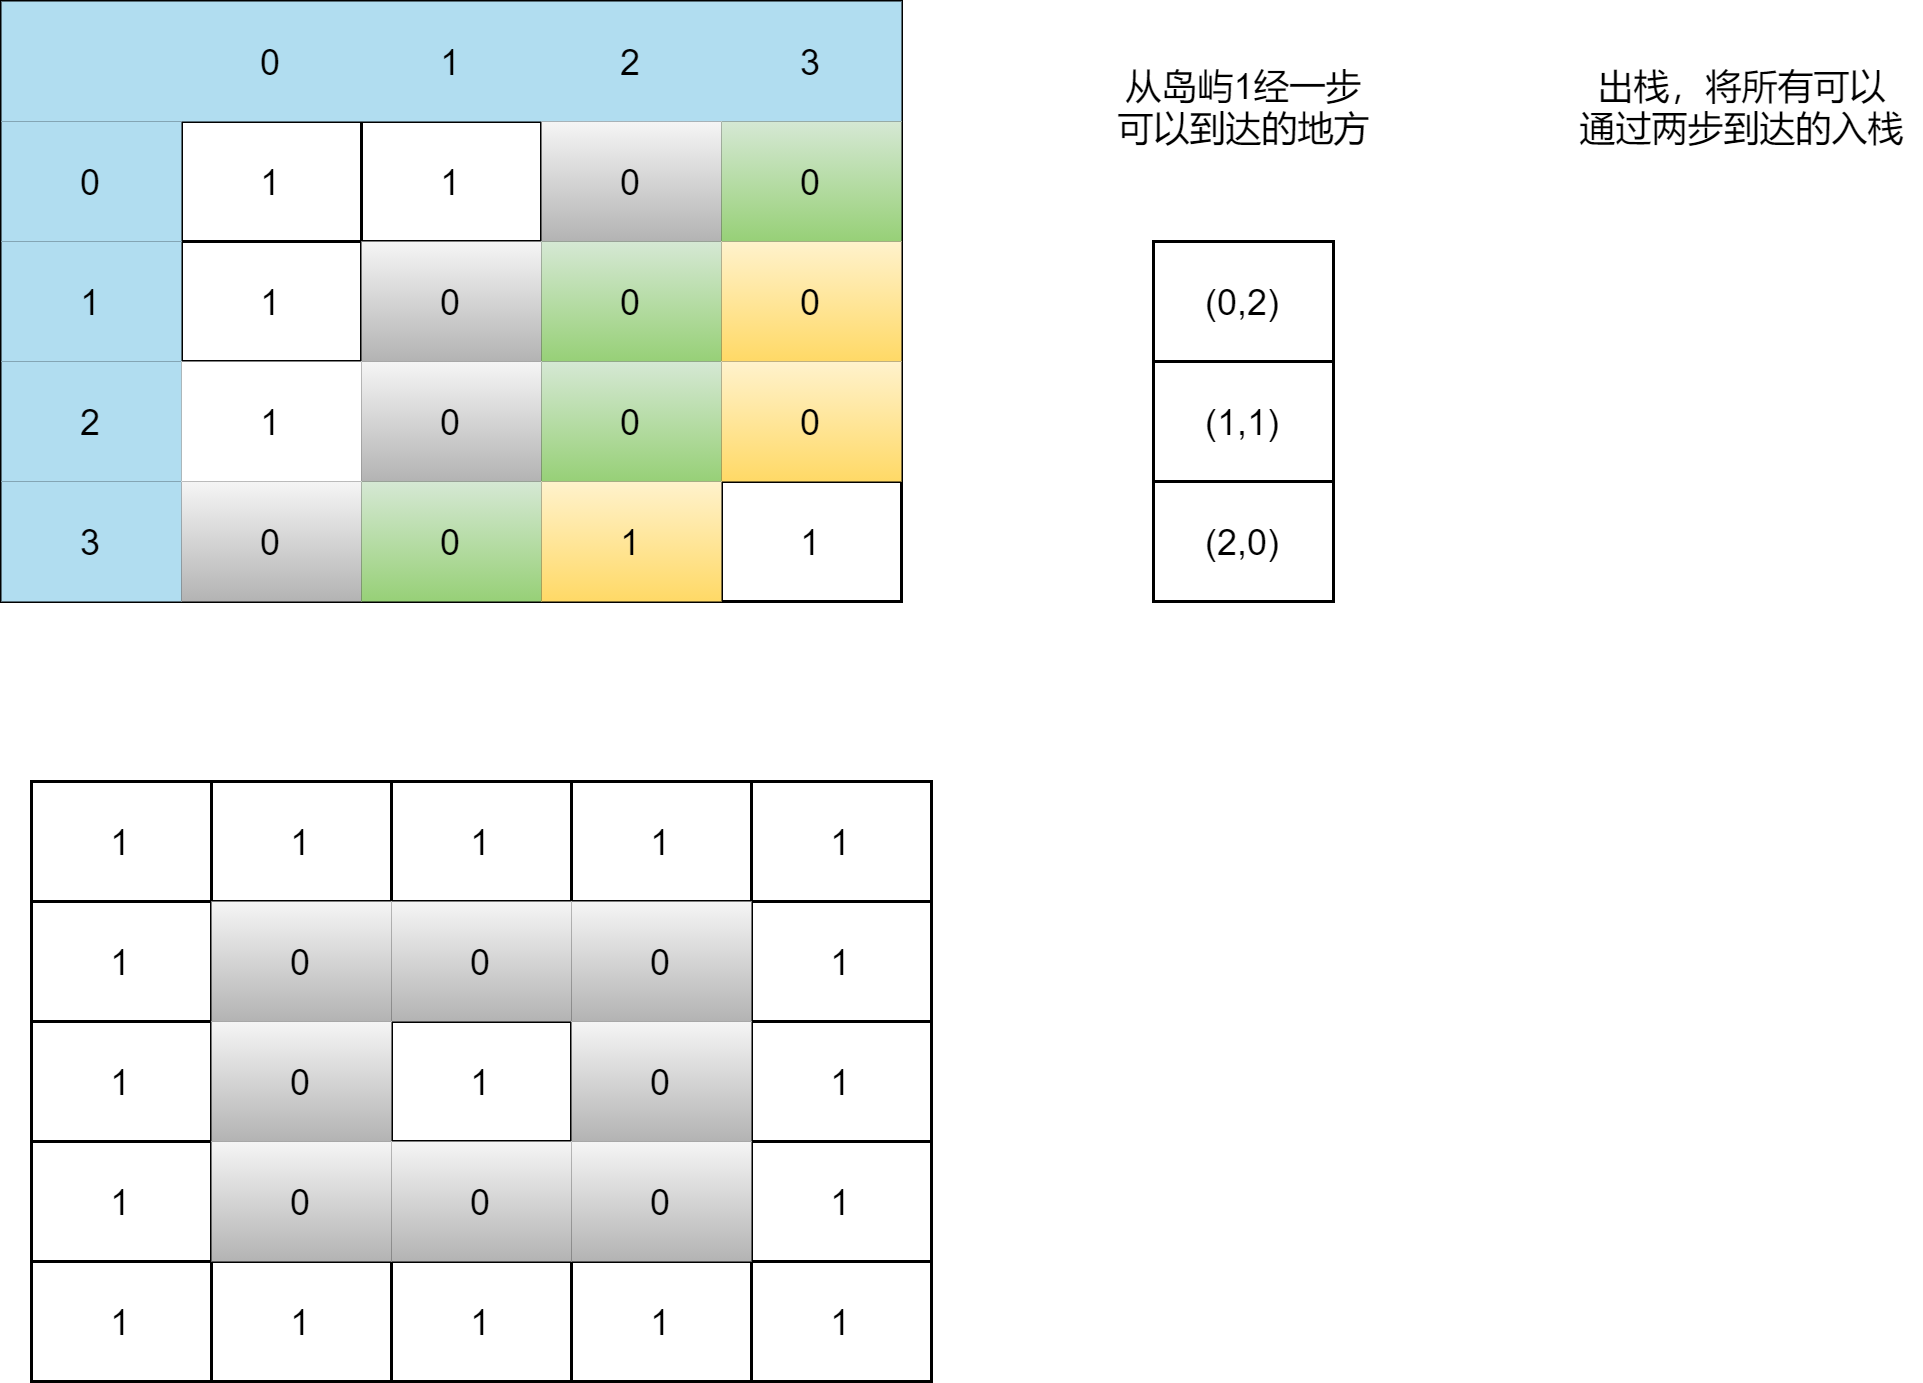 0 1 2 3
从岛屿1经一步
可以到达的地方
出栈，将所有可以
通过两步到达的入栈
0 1 1 0 0
1 1 0 0 0
2 1 0 0 0
3 0 0 1 1
(0,2)
(1,1)
(2,0)
1 1 1 1 1
1 0 0 0 1
1 0 1 0 1
1 0 0 0 1
1 1 1 1 1